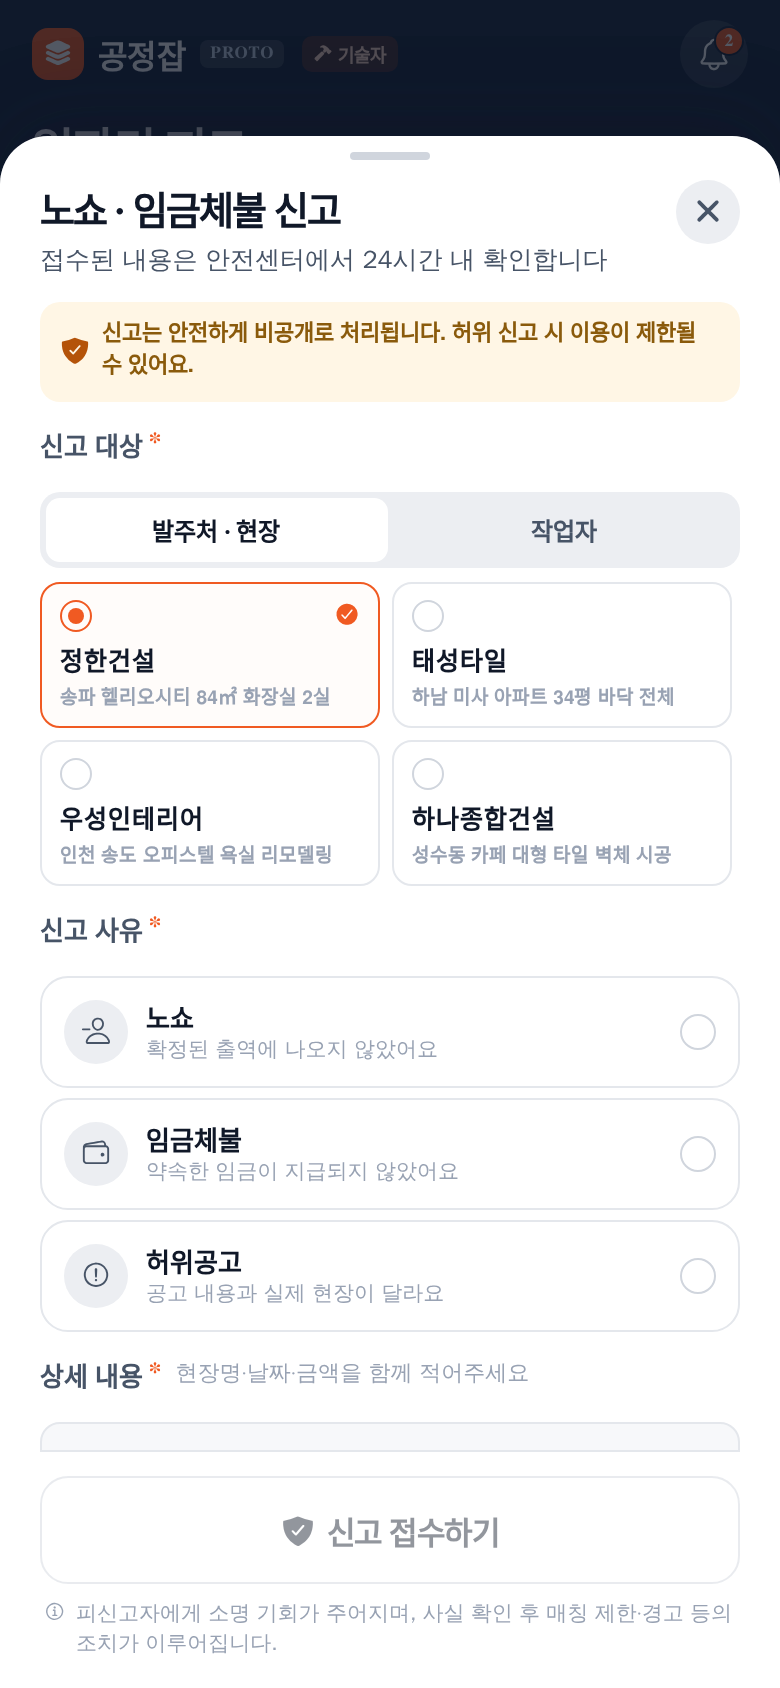 공정잡 PROTO 기술자 2
노쇼 · 임금체불 신고
접수된 내용은 안전센터에서 24시간 내 확인합니다
신고는 안전하게 비공개로 처리됩니다. 허위 신고 시 이용이 제한될
수 있어요.
신고 대상 *
발주처 · 현장 작업자
정한건설
송파 헬리오시티 84㎡ 화장실 2실
태성타일
하남 미사 아파트 34평 바닥 전체
우성인테리어
인천 송도 오피스텔 욕실 리모델링
하나종합건설
성수동 카페 대형 타일 벽체 시공
신고 사유 *
노쇼
확정된 출역에 나오지 않았어요
임금체불
약속한 임금이 지급되지 않았어요
허위공고
공고 내용과 실제 현장이 달라요
상세 내용 * 현장명·날짜·금액을 함께 적어주세요
신고 접수하기
피신고자에게 소명 기회가 주어지며, 사실 확인 후 매칭 제한·경고 등의
조치가 이루어집니다.